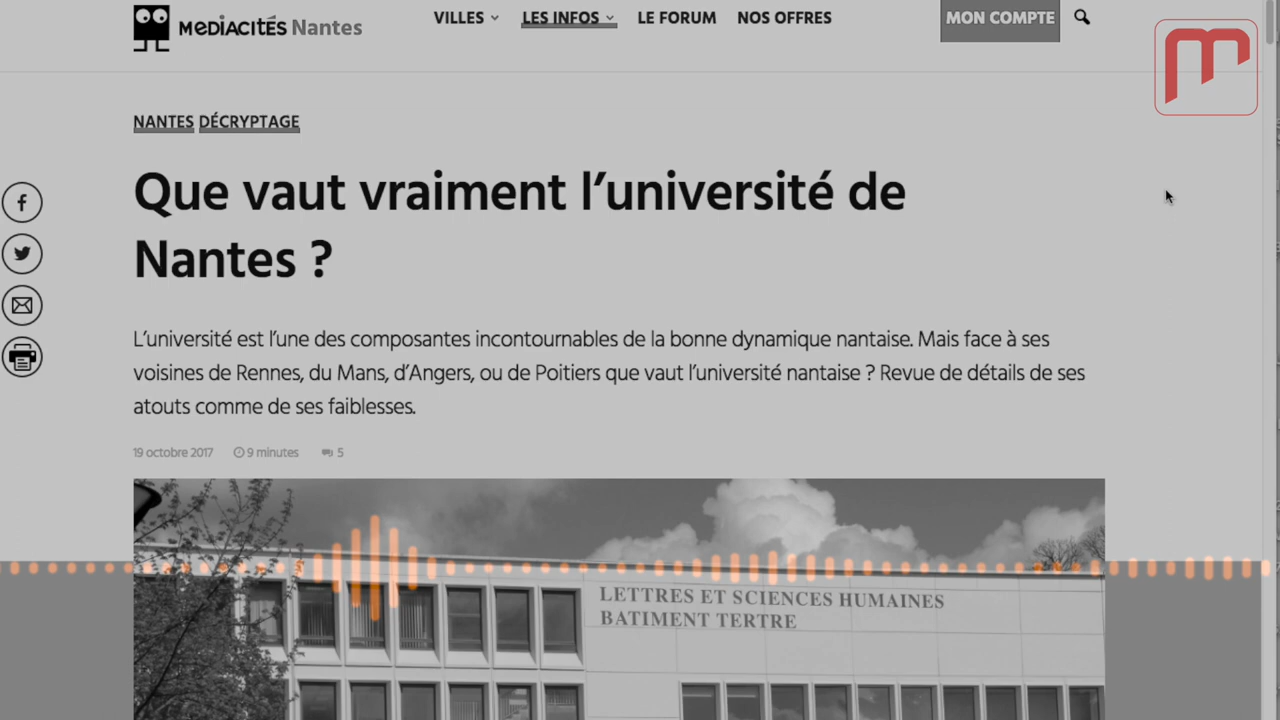 MEDIACITÉS Nantes
VILLES
LES INFOS
LE FORUM
NOS OFFRES
MON COMPTE
NANTES DÉCRYPTAGE
Que vaut vraiment l’université de
Nantes ?
L’université est l’une des composantes incontournables de la bonne dynamique nantaise. Mais face à ses
voisines de Rennes, du Mans, d’Angers, ou de Poitiers que vaut l’université nantaise ? Revue de détails de ses
atouts comme de ses faiblesses.
19 octobre 2017 9 minutes 5
LETTRES ET SCIENCES HUMAINES
BATIMENT TERTRE